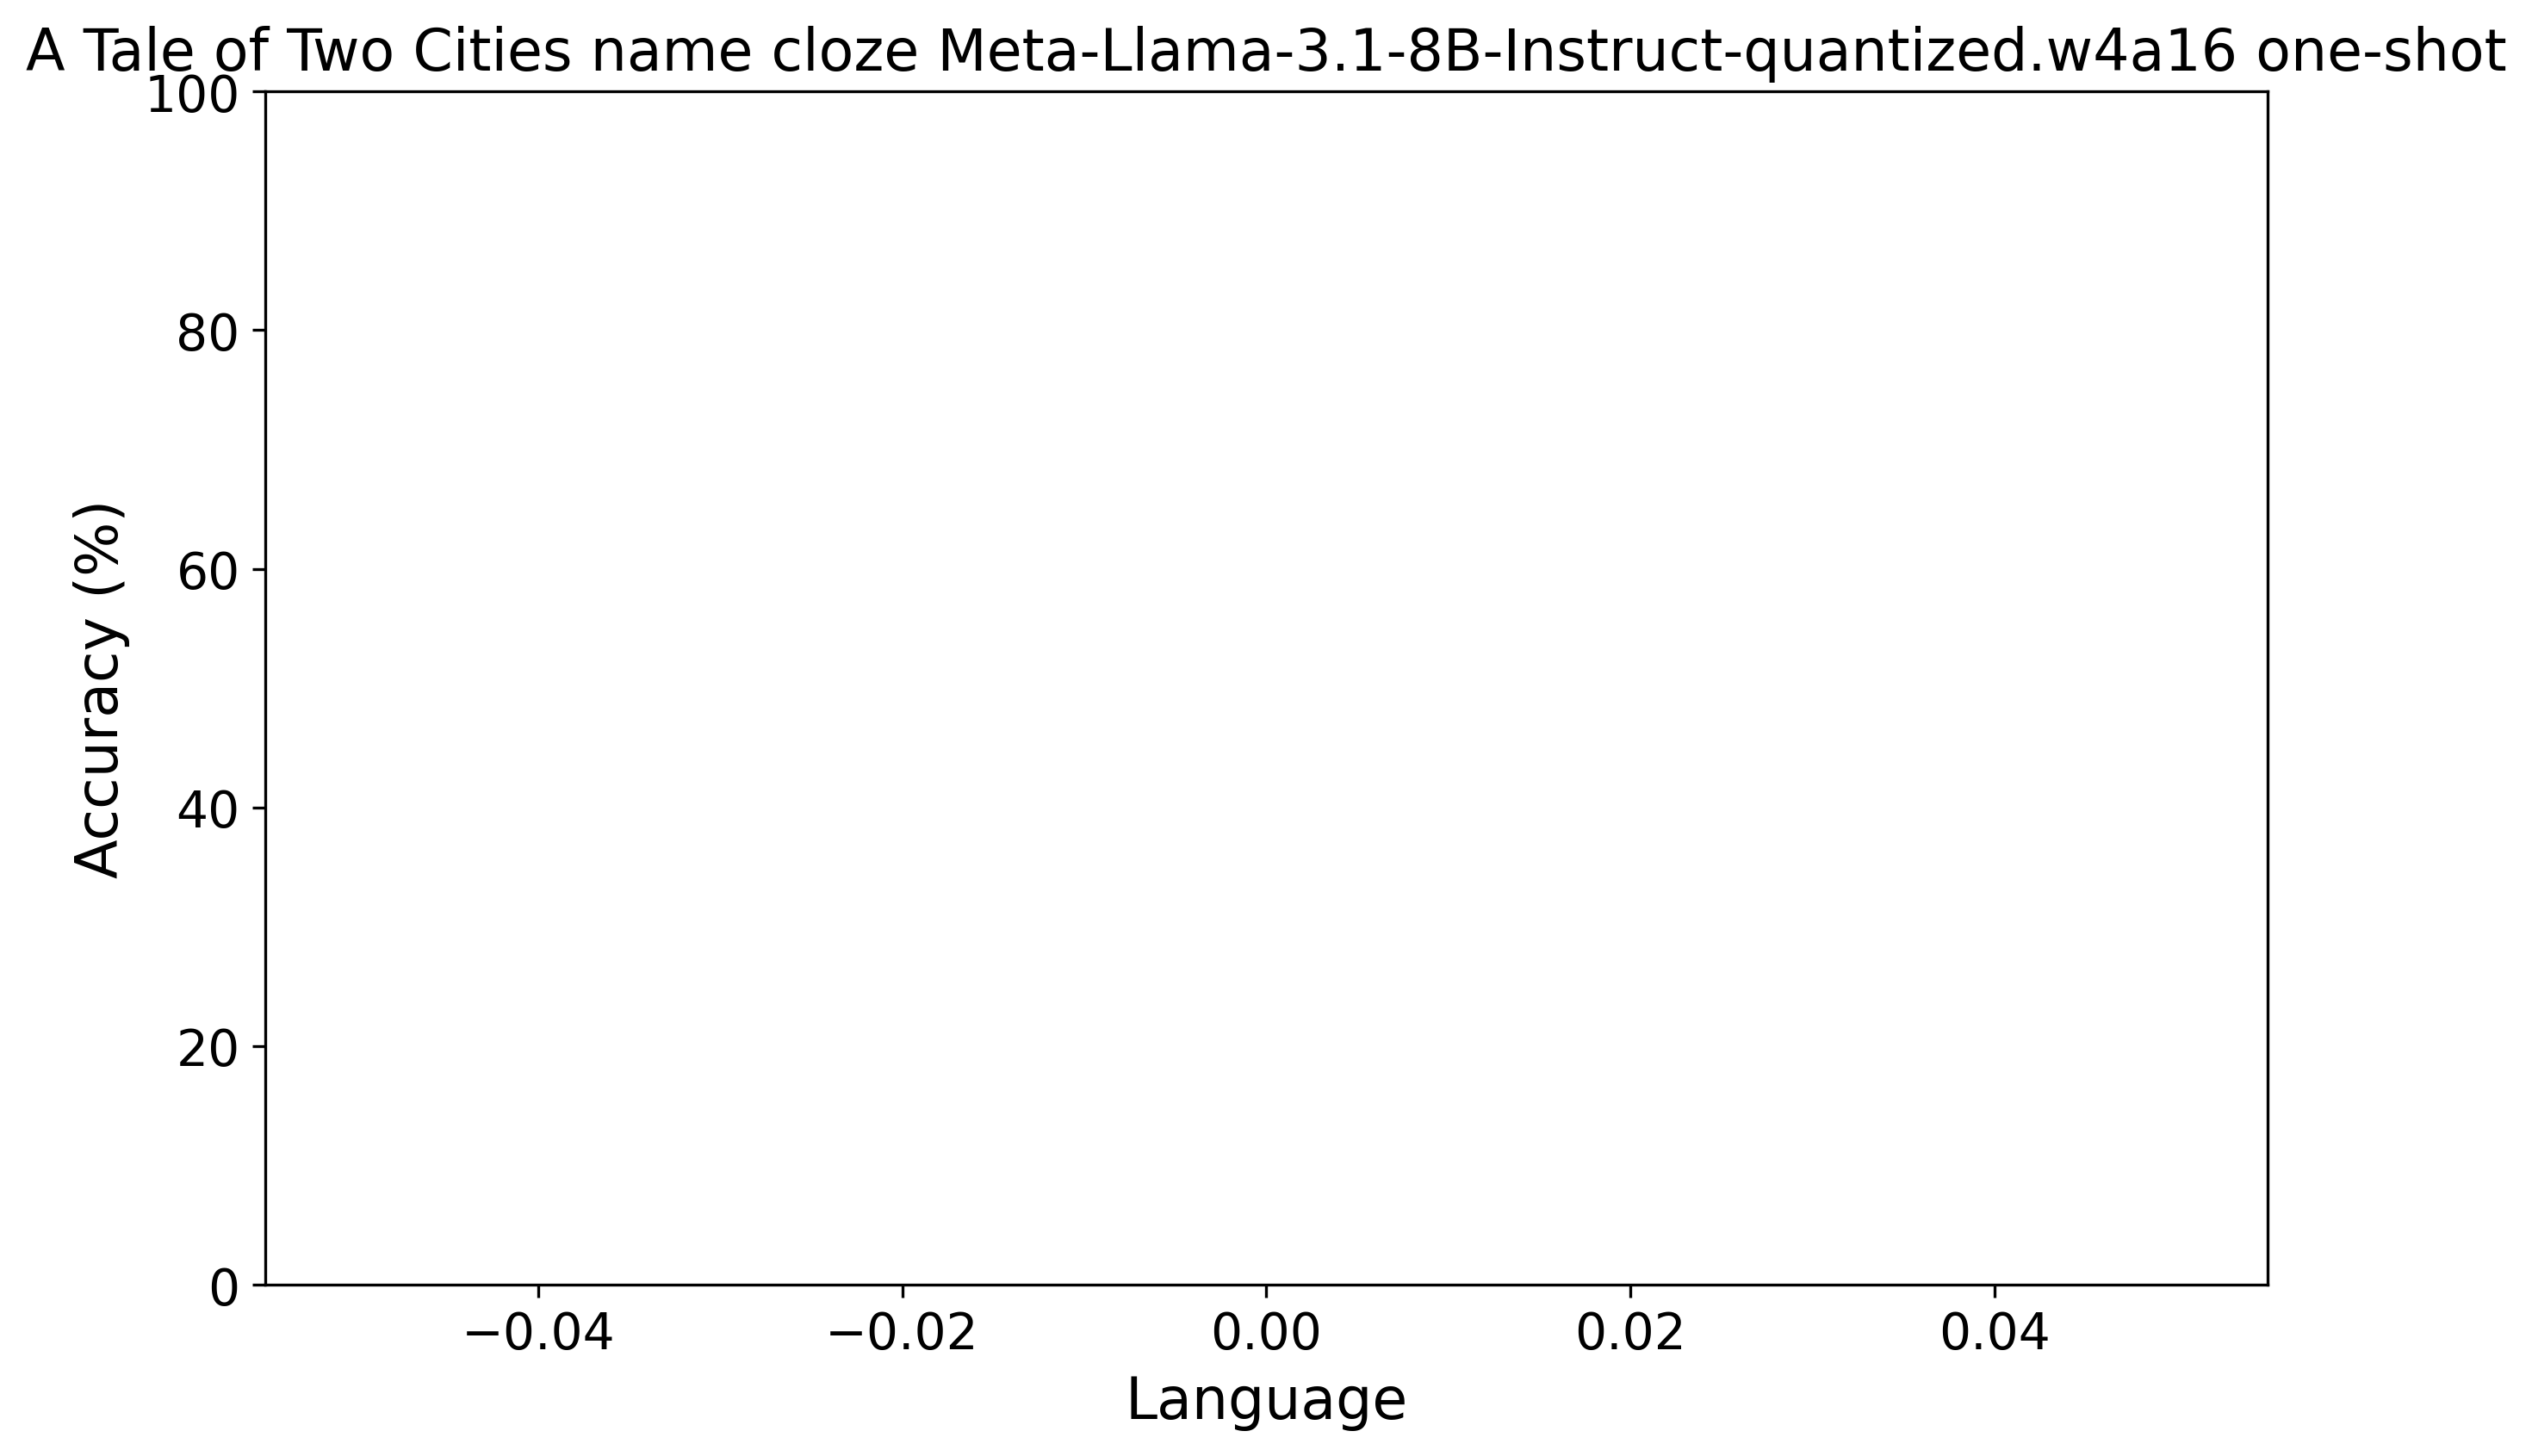 A Tale of Two Cities name cloze Meta-Llama-3.1-8B-Instruct-quantized.w4a16 one-shot
100
80
60
40
20
0
Accuracy (%)
−0.04 −0.02 0.00 0.02 0.04
Language